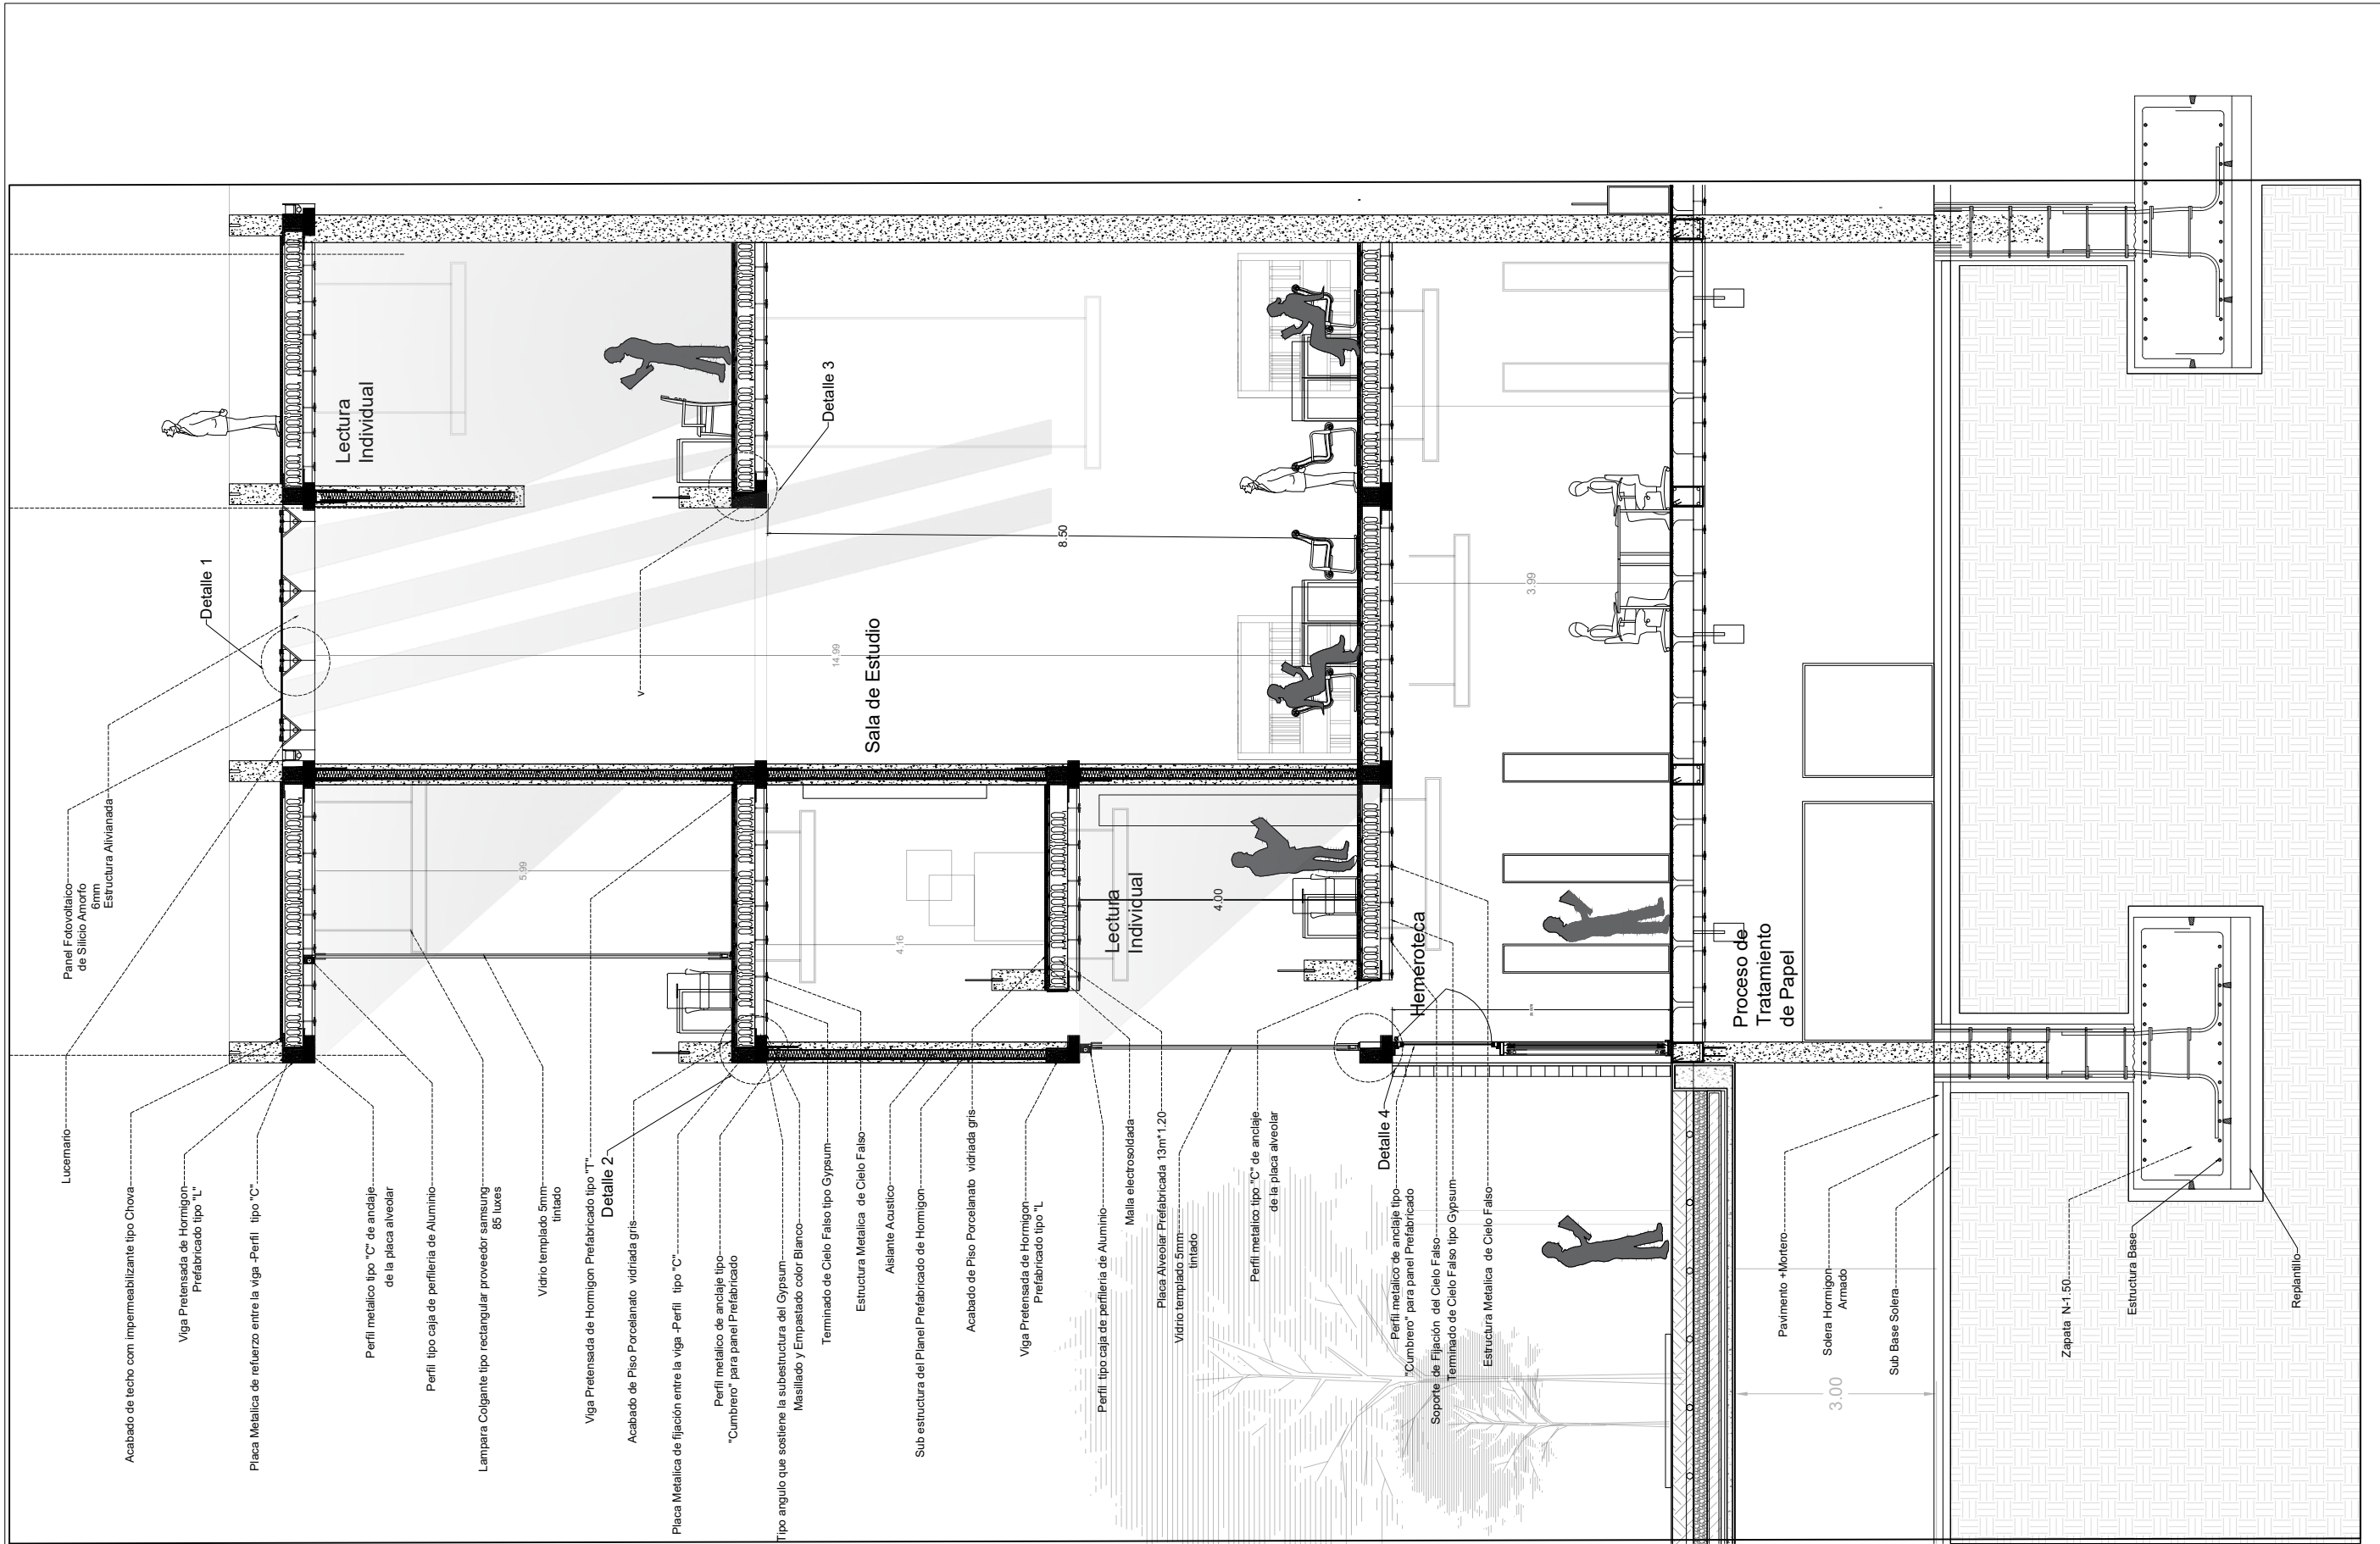 Lucernario
Panel Fotovoltaico
de Silicio Amorfo
6mm
Estructura Alivianada
Detalle 1
Acabado de techo com impermeabilizante tipo Chova
Viga Pretensada de Hormigon
Prefabricado tipo "L"
Placa Metalica de refuerzo entre la viga -Perfil tipo "C"
Perfil metalico tipo "C" de anclaje
de la placa alveolar
Perfil tipo caja de perfileria de Aluminio
Lampara Colgante tipo rectangular proveedor samsung
85 luxes
Vidrio templado 5mm
tintado
Viga Pretensada de Hormigon Prefabricado tipo "T"
Detalle 2
Acabado de Piso Porcelanato vidriada gris
Placa Metalica de fijación entre la viga -Perfil tipo "C"
Perfil metalico de anclaje tipo
"Cumbrero" para panel Prefabricado
Tipo angulo que sostiene la subestructura del Gypsum
Masillado y Empastado color Blanco
Terminado de Cielo Falso tipo Gypsum
Estructura Metalica de Cielo Falso
Aislante Acustico
Sub estructura del Planel Prefabricado de Hormigon
Acabado de Piso Porcelanato vidriada gris
Viga Pretensada de Hormigon
Prefabricado tipo "L
Perfil tipo caja de perfileria de Aluminio
Malla electrosoldada
Placa Alveolar Prefabricada 13m*1.20
Vidrio templado 5mm
tintado
Perfil metalico tipo "C" de anclaje
de la placa alveolar
Detalle 4
Perfil metalico de anclaje tipo
"Cumbrero" para panel Prefabricado
Soporte de Fijación del Cielo Falso
Terminado de Cielo Falso tipo Gypsum
Estructura Metalica de Cielo Falso
Pavimento +Mortero
Solera Hormigon
Armado
Sub Base Solera
Zapata N-1.50
Estructura Base
Replantillo
Lectura
Individual
Detalle 3
v
8.50
14.99
Sala de Estudio
5.99
4.16
Lectura
Individual
4.00
3.99
Hemeroteca
Proceso de
Tratamiento
de Papel
3.00